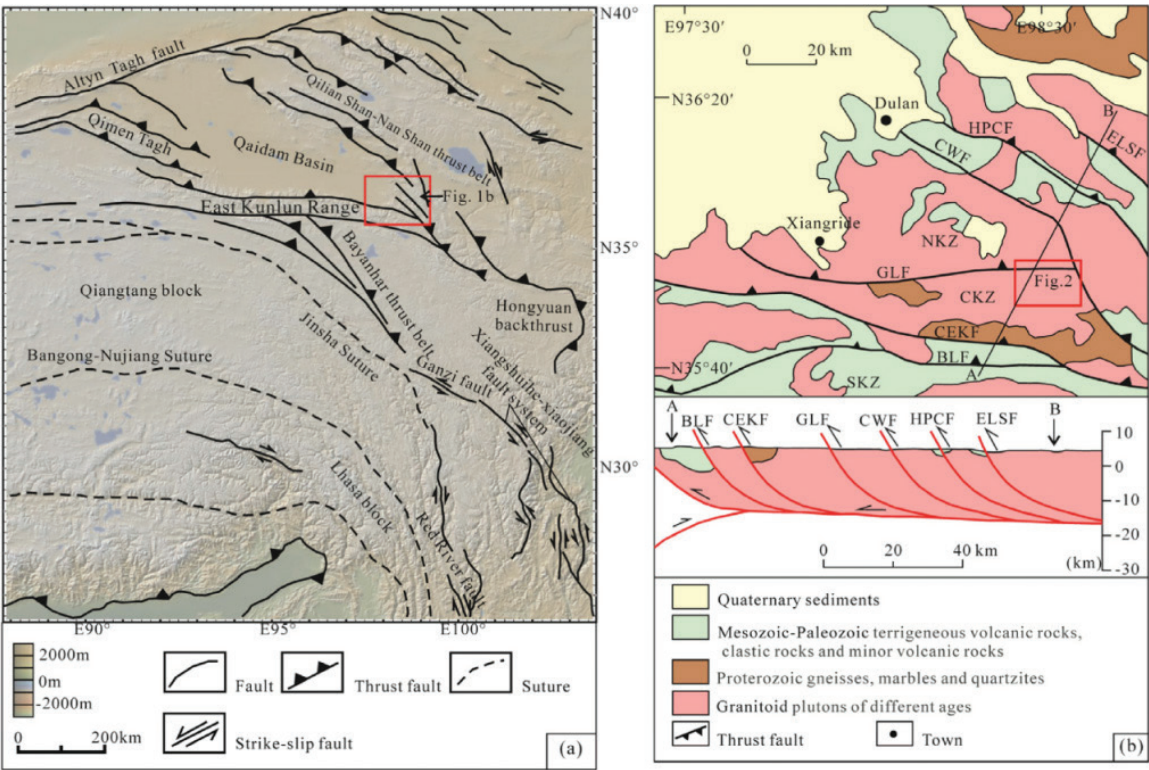 N40°
Altyn Tagh fault
Qilian Shan-Nan Shan thrust belt
Qimen Tagh
Qaidam Basin
Fig. 1b
East Kunlun Range
N35°
Bayanhar thrust belt
Qiangtang block
Hongyuan
backthrust
Jinsha Suture
Bangong-Nujiang Suture
Ganzi fault
Xiangshuihe-xiaojiang
fault system
N30°
Lhasa block
Red River fault
E90°
E95°
E100°
2000m
0m
-2000m
0
200km
Fault
Thrust fault
Suture
Strike-slip fault
(a)
E97°30′
E98°30′
0
20 km
N36°20′
Dulan
B
HPCF
ELSF
CWF
Xiangride
NKZ
GLF
Fig.2
CKZ
CEKF
BLF
N35°40′
A
SKZ
A
BLF
CEKF
GLF
CWF
HPCF
ELSF
B
10
0
-10
-20
-30
(km)
0
20
40 km
Quaternary sediments
Mesozoic-Paleozoic terrigeneous volcanic rocks,
clastic rocks and minor volcanic rocks
Proterozoic gneisses, marbles and quartzites
Granitoid plutons of different ages
Thrust fault
Town
(b)